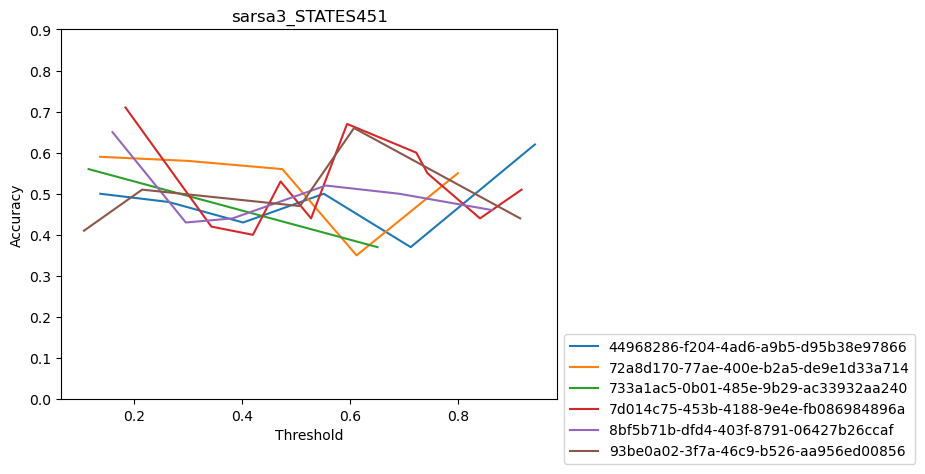 sarsa3_STATES451
0.9
0.8
0.7
0.6
0.5
0.4
0.3
0.2
0.1
0.0
Accuracy
0.2 0.4 0.6 0.8
Threshold
44968286-f204-4ad6-a9b5-d95b38e97866
72a8d170-77ae-400e-b2a5-de9e1d33a714
733a1ac5-0b01-485e-9b29-ac33932aa240
7d014c75-453b-4188-9e4e-fb086984896a
8bf5b71b-dfd4-403f-8791-06427b26ccaf
93be0a02-3f7a-46c9-b526-aa956ed00856